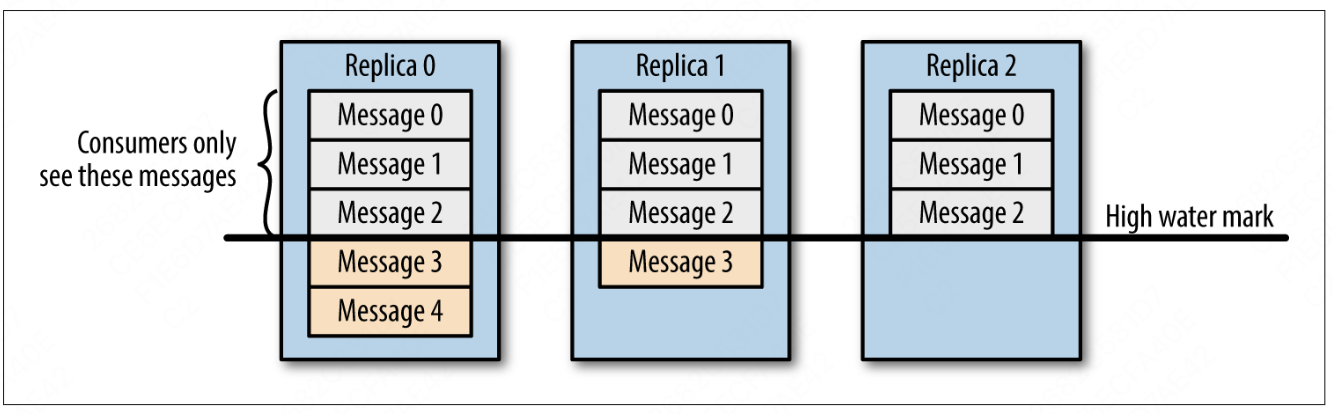 Replica 0
Message 0
Message 1
Message 2
Message 3
Message 4
Consumers only
see these messages
Replica 1
Message 0
Message 1
Message 2
Message 3
Replica 2
Message 0
Message 1
Message 2
High water mark